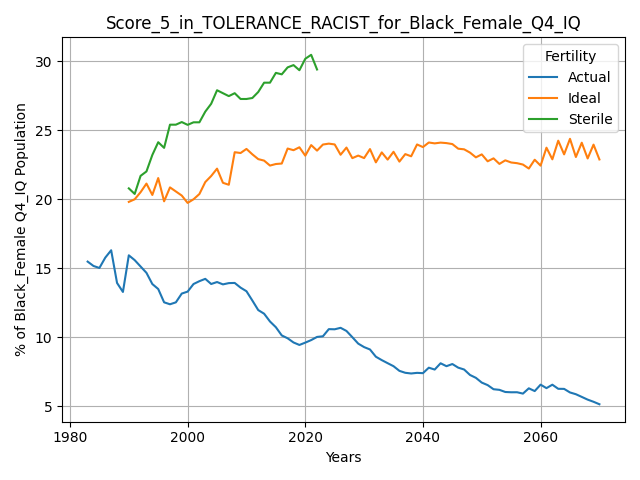 Score_5_in_TOLERANCE_RACIST_for_Black_Female_Q4_IQ
% of Black_Female Q4_IQ Population
30
25
20
15
10
5
1980
2000
2020
2040
2060
Years
Fertility
Actual
Ideal
Sterile